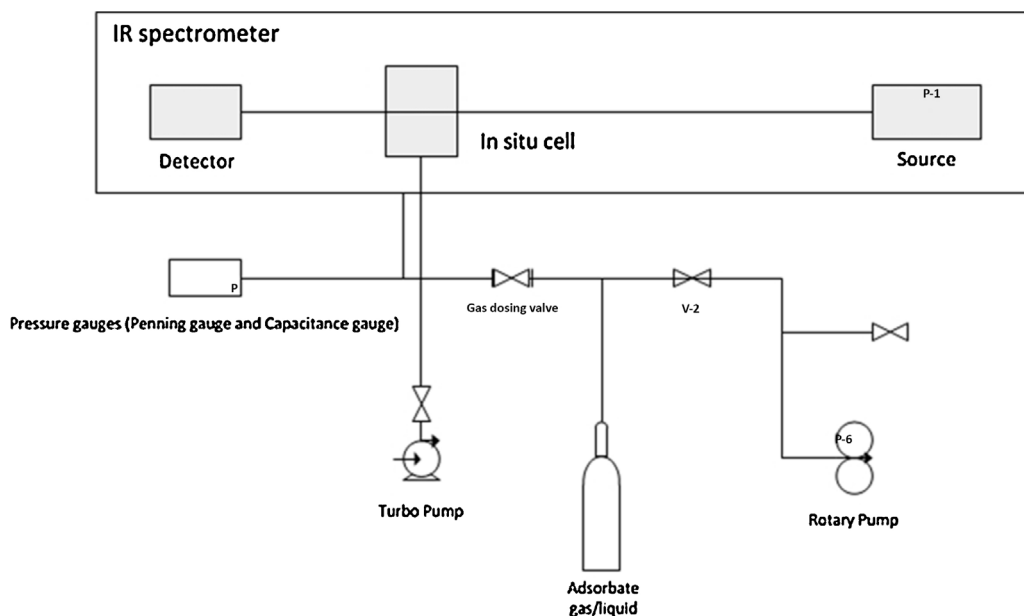 IR spectrometer
P-1
Detector
In situ cell
Source
P
Pressure gauges (Penning gauge and Capacitance gauge)
Gas dosing valve
V-2
P-6
Turbo Pump
Rotary Pump
Adsorbate
gas/liquid